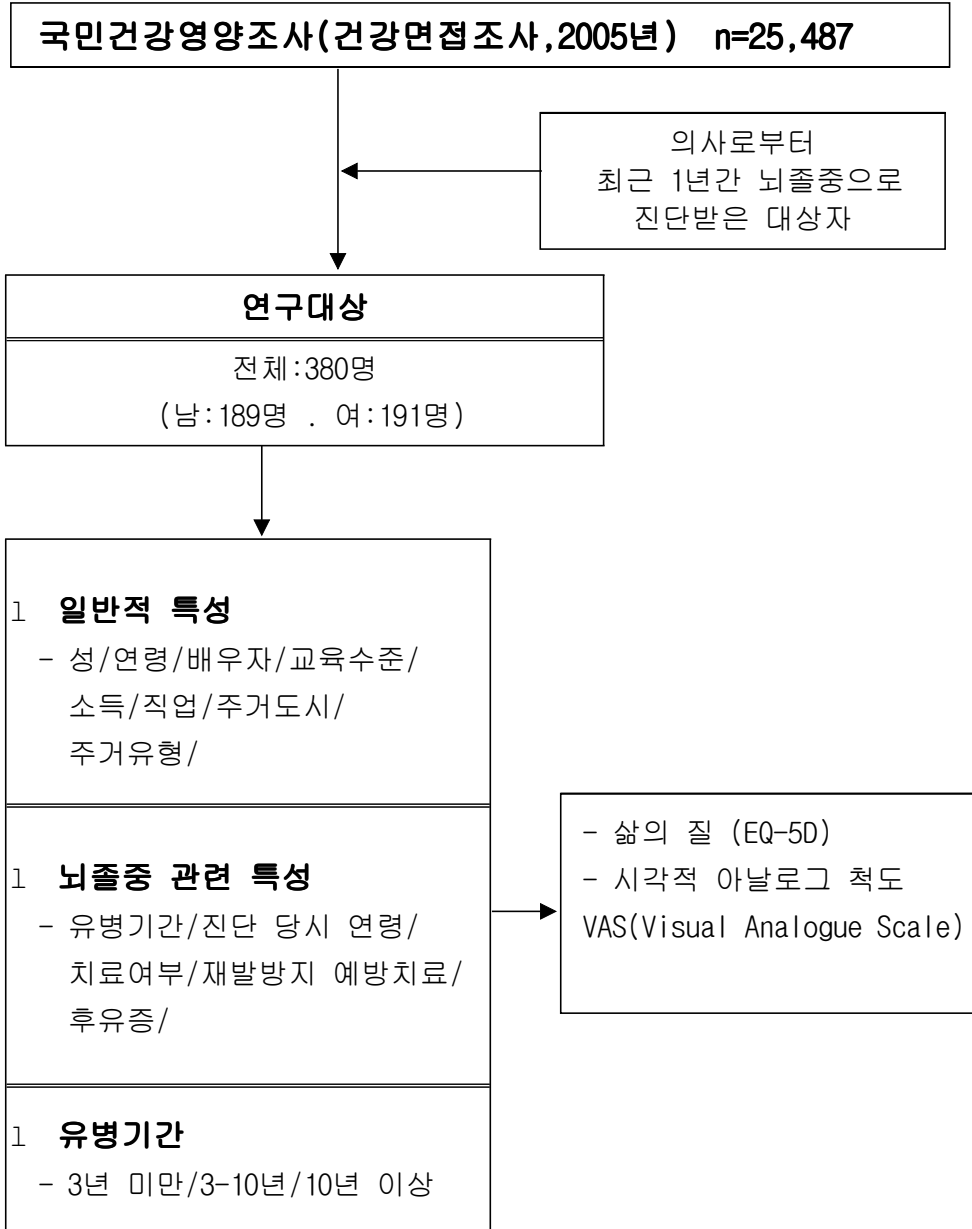 국민건강영양조사(건강면접조사,2005년) n=25,487
의사로부터
최근 1년간 뇌졸중으로
진단받은 대상자
연구대상
전체:380명
(남:189명 . 여:191명)
l 일반적 특성
- 성/연령/배우자/교육수준/
소득/직업/주거도시/
주거유형/
l 뇌졸중 관련 특성
- 유병기간/진단 당시 연령/
치료여부/재발방지 예방치료/
후유증/
l 유병기간
- 3년 미만/3-10년/10년 이상
- 삶의 질 (EQ-5D)
- 시각적 아날로그 척도
VAS(Visual Analogue Scale)